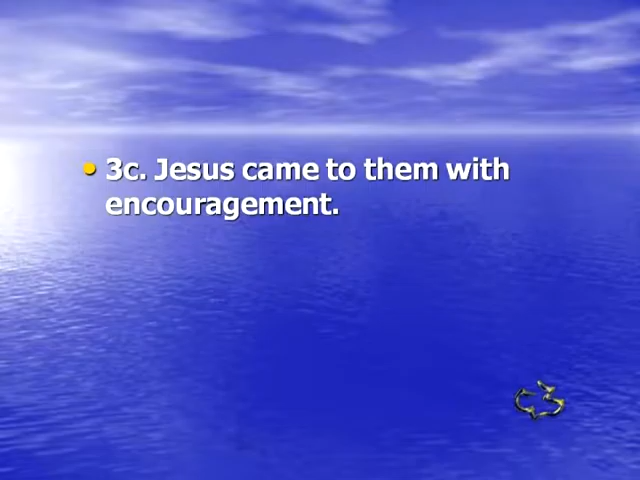 • 3c. Jesus came to them with
encouragement.